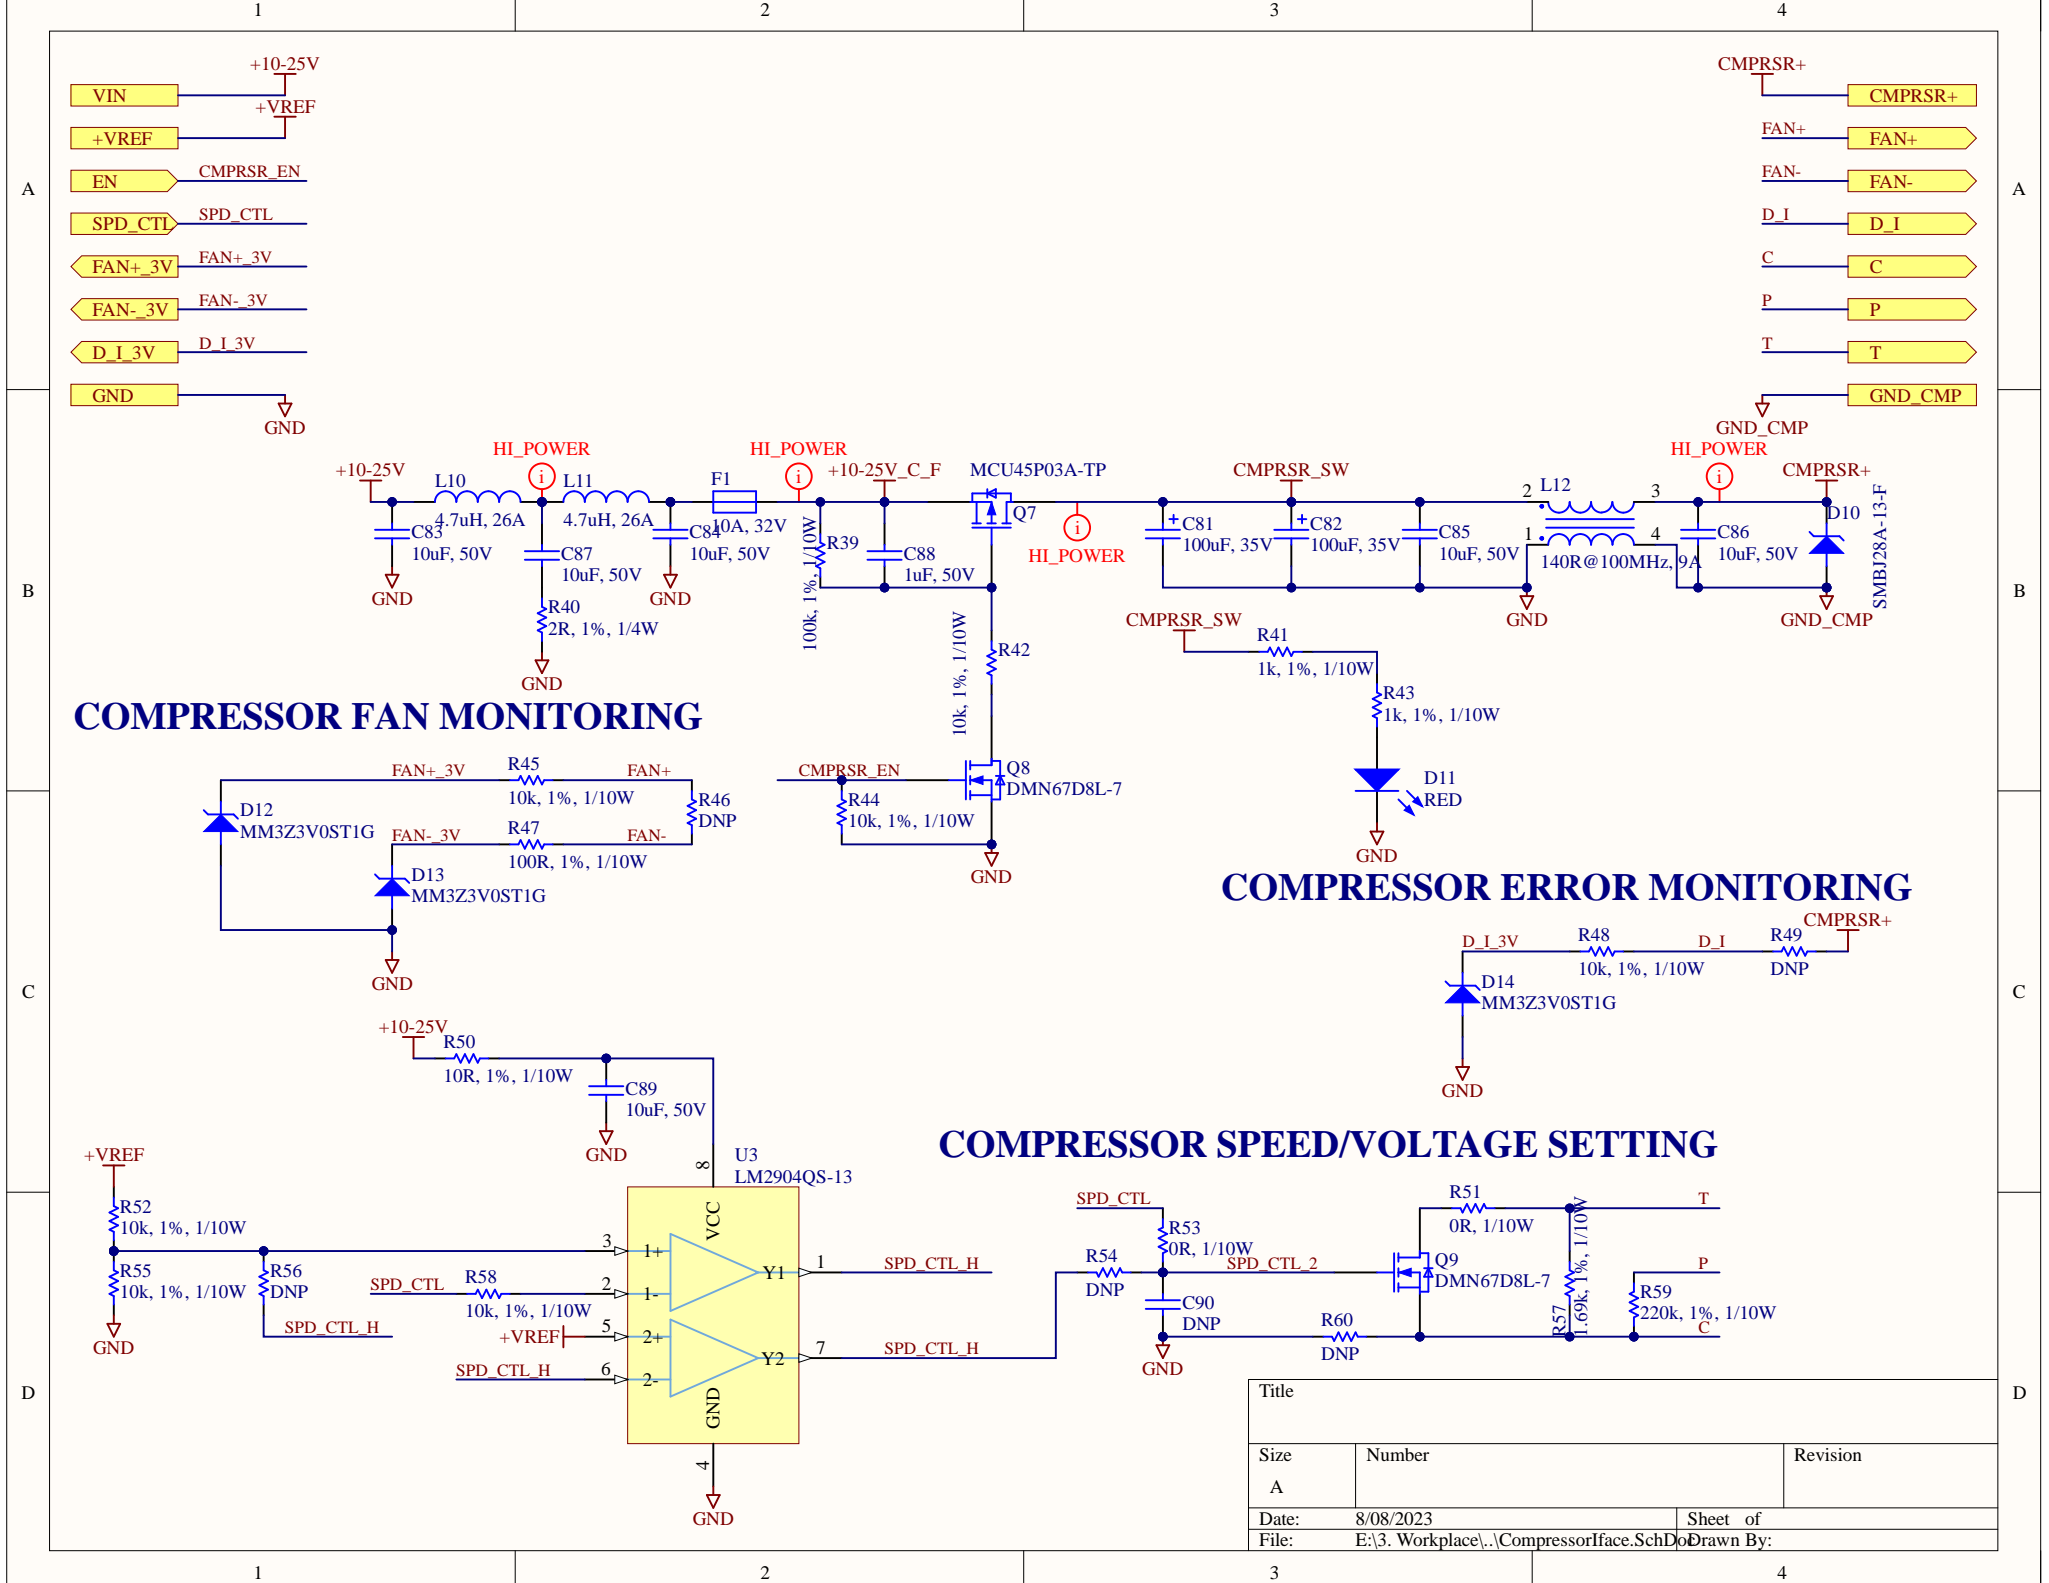 1 2 3 4
A A
B B
C C
D D
VIN +10-25V
+VREF +VREF
EN CMPRSR_EN
SPD_CTL SPD_CTL
FAN+_3V FAN+_3V
FAN-_3V FAN-_3V
D_I_3V D_I_3V
GND
GND
CMPRSR+ CMPRSR+
FAN+ FAN+
FAN- FAN-
D_I D_I
C C
P P
T T
GND_CMP
GND_CMP
+10-25V
L10
4.7uH, 26A
C83
10uF, 50V
GND
HI_POWER
i
C87
10uF, 50V
R40
2R, 1%, 1/4W
GND
L11
4.7uH, 26A
C84
10uF, 50V
GND
F1
10A, 32V
HI_POWER
i
R39
100k, 1%, 1/10W
+10-25V_C_F
C88
1uF, 50V
MCU45P03A-TP
Q7
R42
10k, 1%, 1/10W
i
HI_POWER
CMPRSR_SW
C81
100uF, 35V
C82
100uF, 35V
C85
10uF, 50V
2 L12 3
1 4
140R@100MHz, 9A
GND
HI_POWER
i
C86
10uF, 50V
CMPRSR+
D10
SMBJ28A-13-F
GND_CMP
CMPRSR_SW
R41
1k, 1%, 1/10W
R43
1k, 1%, 1/10W
D11
RED
GND
CMPRSR_EN
R44
10k, 1%, 1/10W
Q8
DMN67D8L-7
GND
COMPRESSOR FAN MONITORING
FAN+_3V
R45
10k, 1%, 1/10W
FAN+
R46
DNP
D12
MM3Z3V0ST1G
FAN-_3V
R47
100R, 1%, 1/10W
FAN-
D13
MM3Z3V0ST1G
GND
COMPRESSOR ERROR MONITORING
CMPRSR+
D_I_3V
R48
10k, 1%, 1/10W
D_I
R49
DNP
D14
MM3Z3V0ST1G
GND
+10-25V
R50
10R, 1%, 1/10W
C89
10uF, 50V
GND
U3
LM2904QS-13
8
VCC
3 1+
2 1-
5 2+
6 2-
Y1 1
Y2 7
GND
4
GND
+VREF
R52
10k, 1%, 1/10W
R55
10k, 1%, 1/10W
GND
R56
DNP
SPD_CTL_H
SPD_CTL
R58
10k, 1%, 1/10W
+VREF
SPD_CTL_H
SPD_CTL_H
SPD_CTL_H
COMPRESSOR SPEED/VOLTAGE SETTING
SPD_CTL
R53
0R, 1/10W
R54
DNP
SPD_CTL_2
C90
DNP
GND
R60
DNP
Q9
DMN67D8L-7
R51
0R, 1/10W
R57
1.69k, 1%, 1/10W
T
P
R59
220k, 1%, 1/10W
C
Title
Size Number Revision
A
Date: 8/08/2023 Sheet of
File: E:\3. Workplace\..\CompressorIface.SchDoc Drawn By:
1 2 3 4